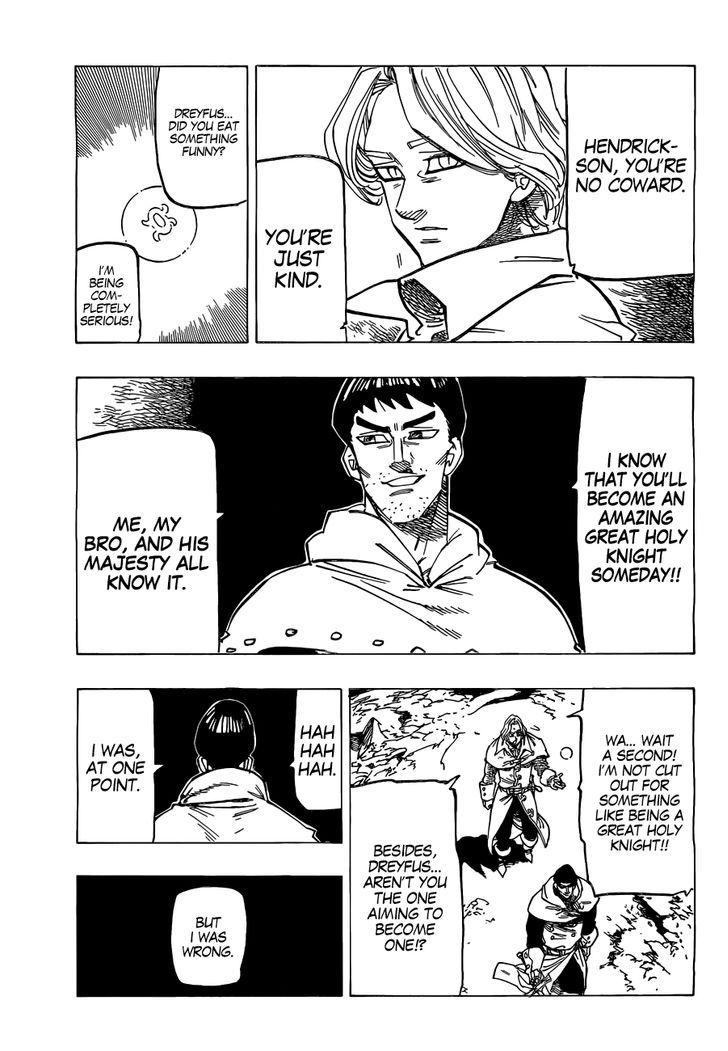 HENDRICK-
SON, YOU'RE
NO COWARD.
YOU'RE
JUST
KIND.
DREYFUS...
DID YOU EAT
SOMETHING
FUNNY?
I'M
BEING
COM-
PLETELY
SERIOUS!
I KNOW
THAT YOU'LL
BECOME AN
AMAZING
GREAT HOLY
KNIGHT
SOMEDAY!!
ME, MY
BRO, AND HIS
MAJESTY ALL
KNOW IT.
WA... WAIT
A SECOND!
I'M NOT CUT
OUT FOR
SOMETHING
LIKE BEING A
GREAT HOLY
KNIGHT!!
BESIDES,
DREYFUS...
AREN'T YOU
THE ONE
AIMING TO
BECOME
ONE!?
HAH
HAH
HAH.
I WAS,
AT ONE
POINT.
BUT
I WAS
WRONG.